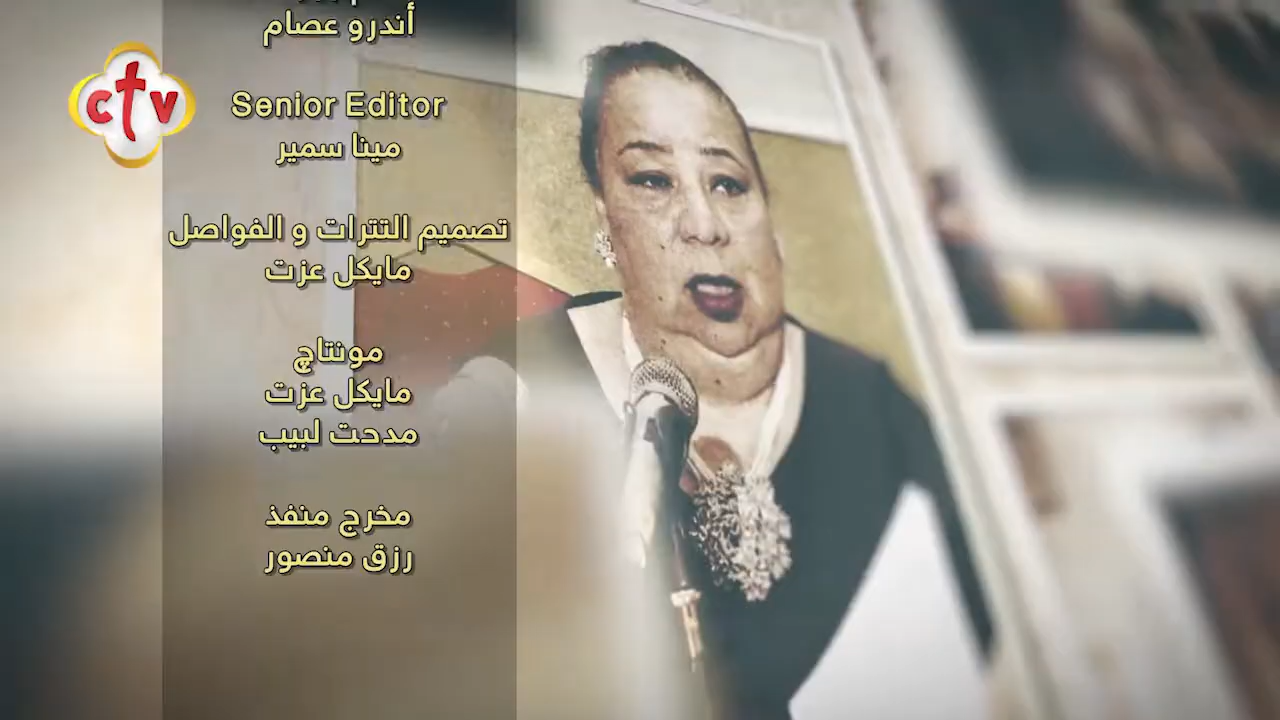 أندرو عصام
ctv
Senior Editor
مينا سمير
تصميم التترات و الفواصل
مايكل عزت
مونتاچ
مايكل عزت
مدحت لبيب
مخرج منفذ
رزق منصور